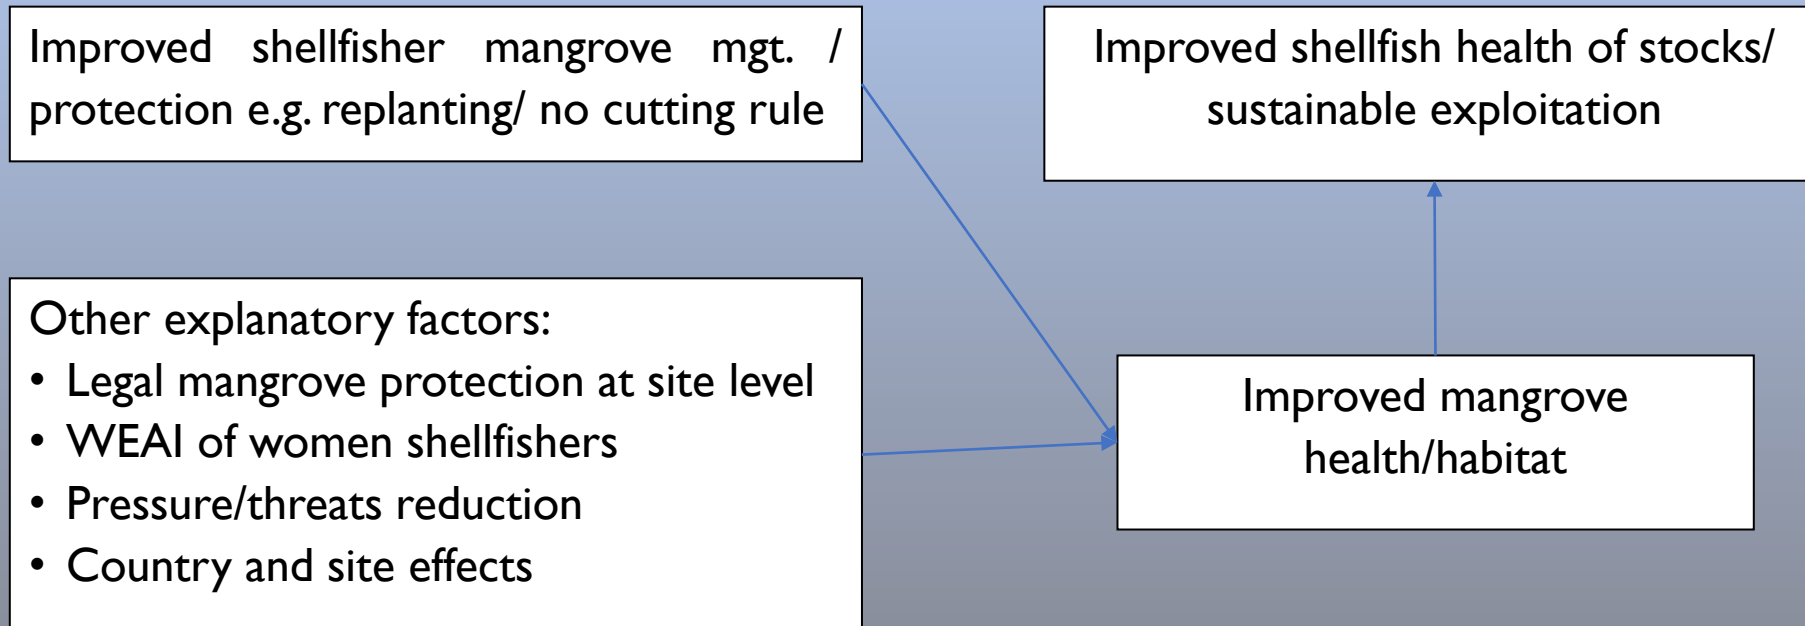 Improved shellfisher mangrove mgt. /
protection e.g. replanting/ no cutting rule
Improved shellfish health of stocks/
sustainable exploitation
Other explanatory factors:
• Legal mangrove protection at site level
• WEAI of women shellfishers
• Pressure/threats reduction
• Country and site effects
Improved mangrove
health/habitat